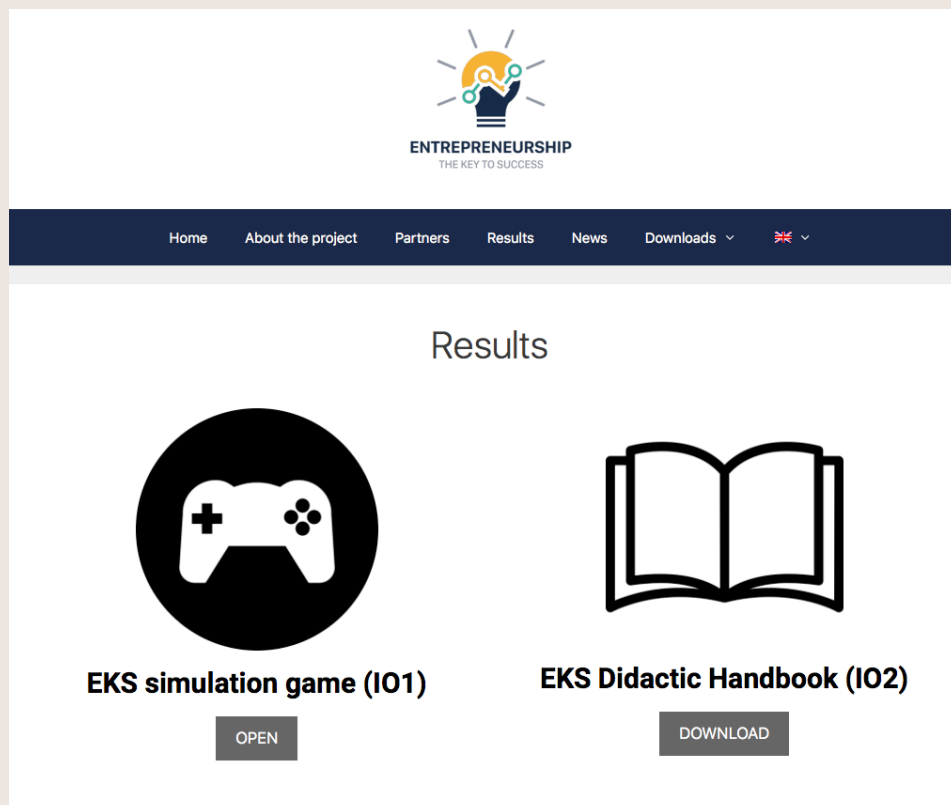 ENTREPRENEURSHIP
THE KEY TO SUCCESS
Home About the project Partners Results News Downloads
Results
EKS simulation game (IO1)
OPEN
EKS Didactic Handbook (IO2)
DOWNLOAD